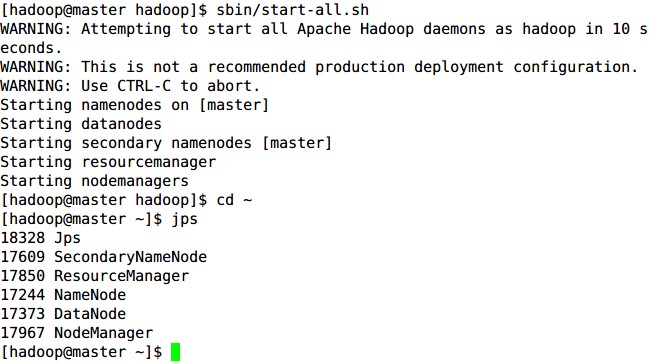 [hadoop@master hadoop]$ sbin/start-all.sh
WARNING: Attempting to start all Apache Hadoop daemons as hadoop in 10 s
econds.
WARNING: This is not a recommended production deployment configuration.
WARNING: Use CTRL-C to abort.
Starting namenodes on [master]
Starting datanodes
Starting secondary namenodes [master]
Starting resourcemanager
Starting nodemanagers
[hadoop@master hadoop]$ cd ~
[hadoop@master ~]$ jps
18328 Jps
17609 SecondaryNameNode
17850 ResourceManager
17244 NameNode
17373 DataNode
17967 NodeManager
[hadoop@master ~]$